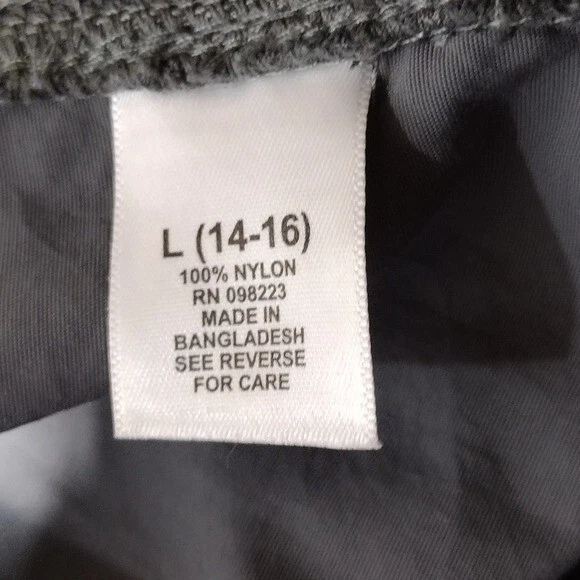 L (14-16)
100% NYLON
RN 098223
MADE IN
BANGLADESH
SEE REVERSE
FOR CARE